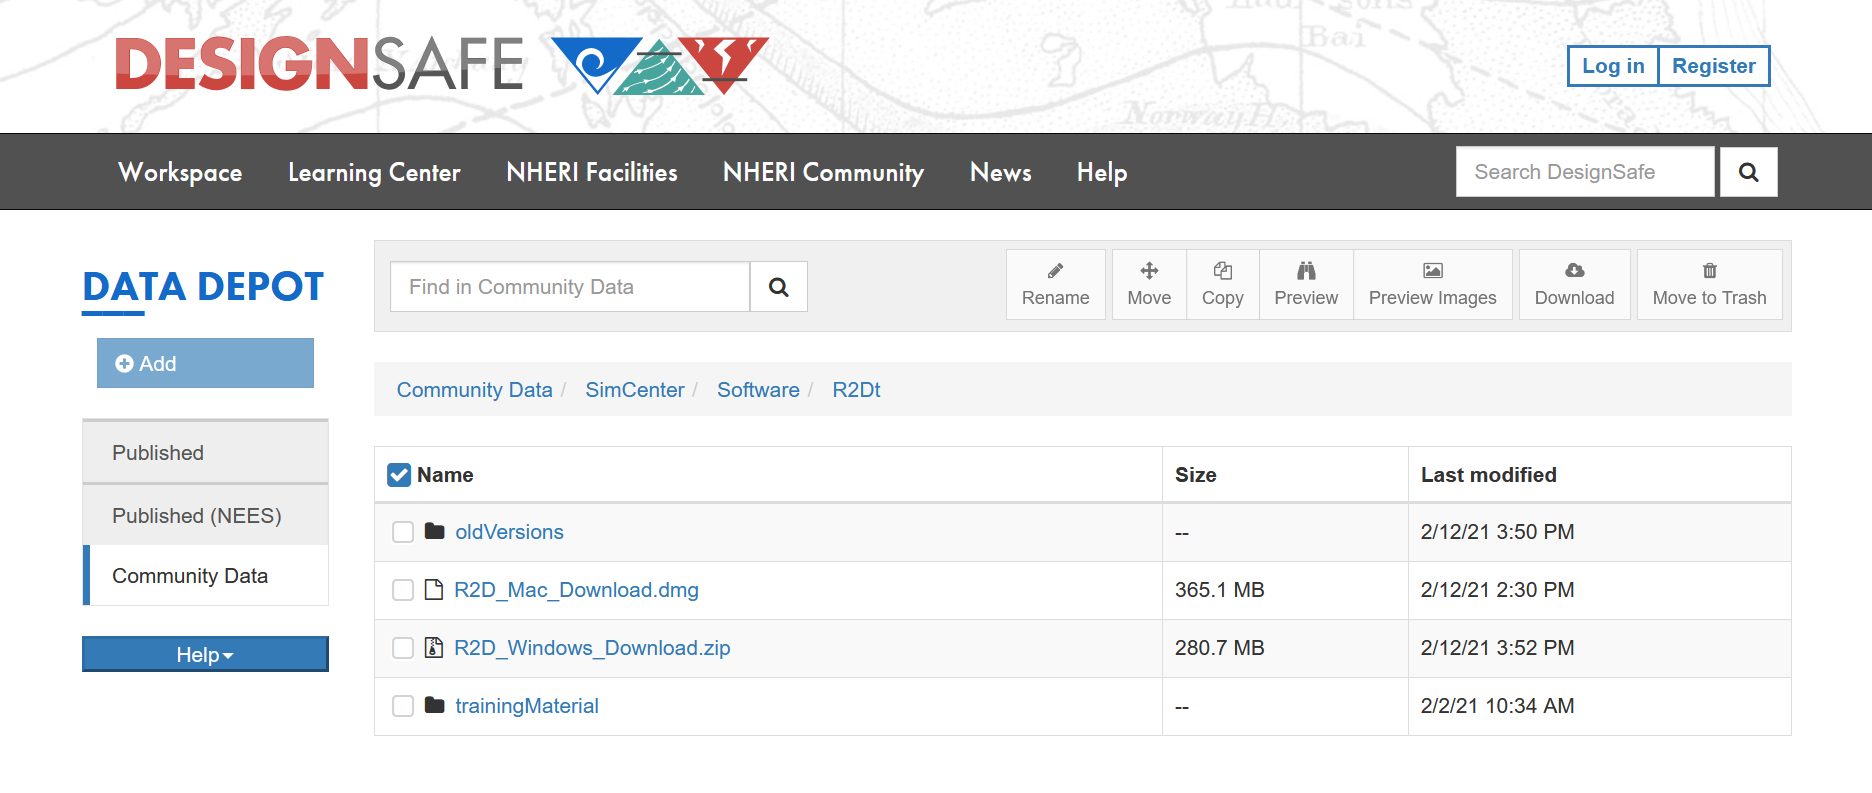 DESIGNSAFE
Log in Register
Workspace Learning Center NHERI Facilities NHERI Community News Help Search DesignSafe
DATA DEPOT
Add
Published
Published (NEES)
Community Data
Help
Find in Community Data
Rename Move Copy Preview Preview Images Download Move to Trash
Community Data / SimCenter / Software / R2Dt
Name Size Last modified
oldVersions -- 2/12/21 3:50 PM
R2D_Mac_Download.dmg 365.1 MB 2/12/21 2:30 PM
R2D_Windows_Download.zip 280.7 MB 2/12/21 3:52 PM
trainingMaterial -- 2/2/21 10:34 AM
Bai
Norway H.